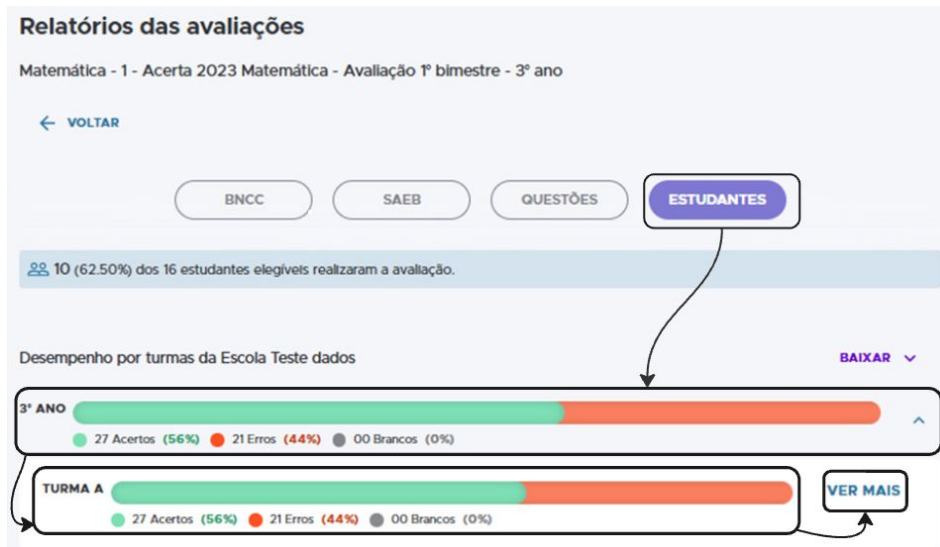 Relatórios das avaliações
Matemática - 1 - Acerta 2023 Matemática - Avaliação 1º bimestre - 3º ano
VOLTAR
BNCC SAEB QUESTÕES ESTUDANTES
10 (62.50%) dos 16 estudantes elegíveis realizaram a avaliação.
Desempenho por turmas da Escola Teste dados BAIXAR
3º ANO
27 Acertos (56%) 21 Erros (44%) 00 Brancos (0%)
TURMA A VER MAIS
27 Acertos (56%) 21 Erros (44%) 00 Brancos (0%)